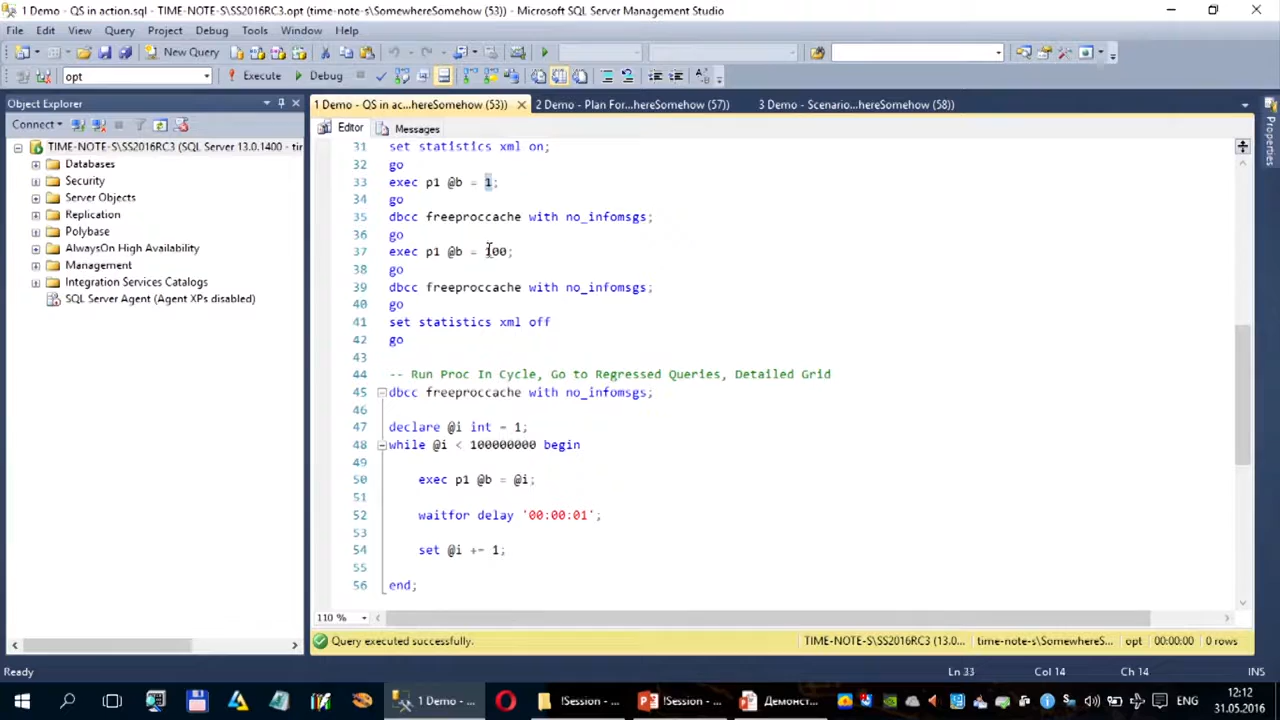 1 Demo - QS in action.sql - TIME-NOTE-S\SS2016RC3.opt (time-note-s\SomewhereSomehow (53)) - Microsoft SQL Server Management Studio
File Edit View Query Project Debug Tools Window Help
New Query
opt Execute Debug
Object Explorer
1 Demo - QS in ac...hereSomehow (53)) 2 Demo - Plan For...hereSomehow (57)) 3 Demo - Scenario...hereSomehow (58))
Connect
Editor Messages
TIME-NOTE-S\SS2016RC3 (SQL Server 13.0.1400 - tir
Databases
Security
Server Objects
Replication
Polybase
AlwaysOn High Availability
Management
Integration Services Catalogs
SQL Server Agent (Agent XPs disabled)
31 set statistics xml on;
32 go
33 exec p1 @b = 1;
34 go
35 dbcc freeproccache with no_infomsgs;
36 go
37 exec p1 @b = 100;
38 go
39 dbcc freeproccache with no_infomsgs;
40 go
41 set statistics xml off
42 go
43
44 -- Run Proc In Cycle, Go to Regressed Queries, Detailed Grid
45 dbcc freeproccache with no_infomsgs;
46
47 declare @i int = 1;
48 while @i < 100000000 begin
49
50 exec p1 @b = @i;
51
52 waitfor delay '00:00:01';
53
54 set @i += 1;
55
56 end;
Properties
110 %
Query executed successfully. TIME-NOTE-S\SS2016RC3 (13.0... time-note-s\SomewhereS... opt 00:00:00 0 rows
Ready Ln 33 Col 14 Ch 14 INS
1 Demo - ... !Session - ... !Session - ... Демонст... ENG 12:12
31.05.2016